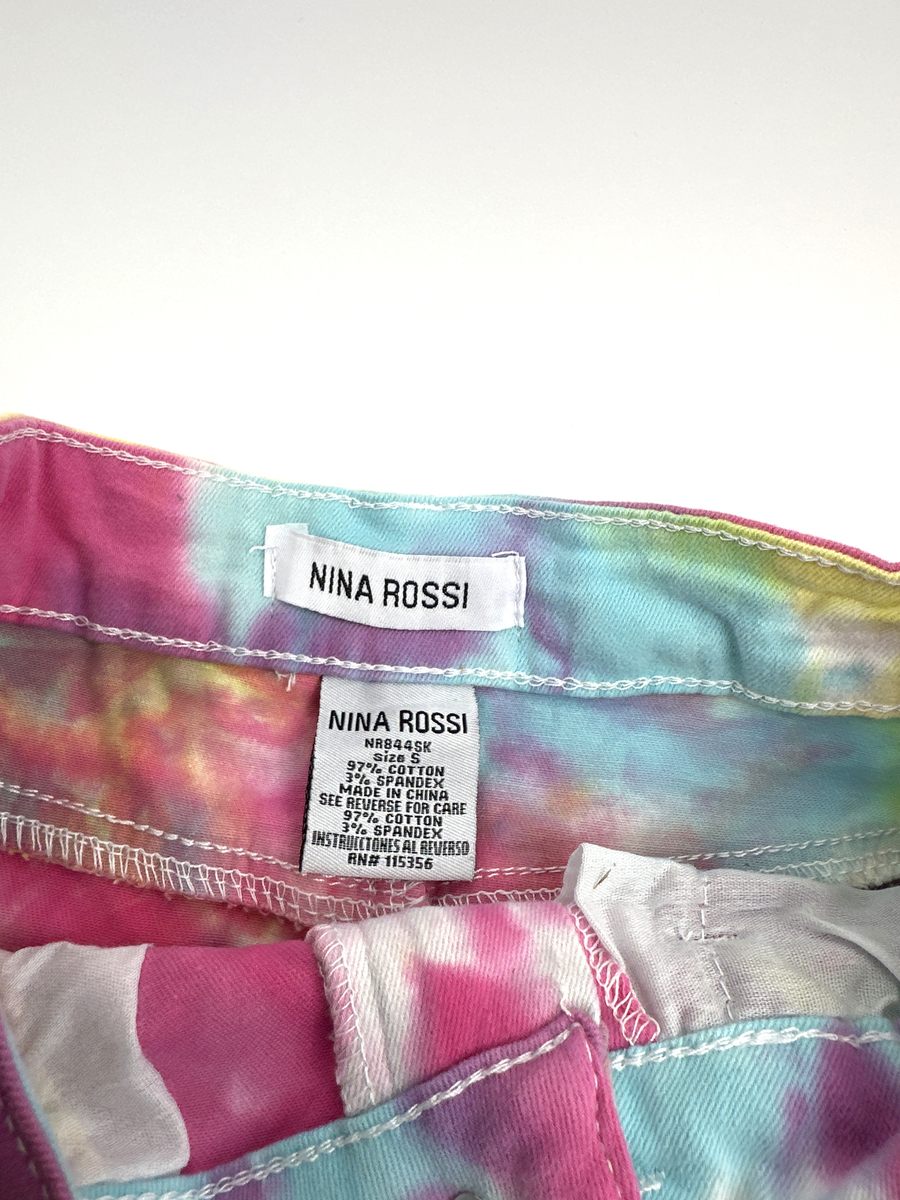 NINA ROSSI
NINA ROSSI
NR844SK
Size S
97% COTTON
3% SPANDEX
MADE IN CHINA
SEE REVERSE FOR CARE
97% COTTON
3% SPANDEX
INSTRUCTIONES AL REVERSO
RN# 115356